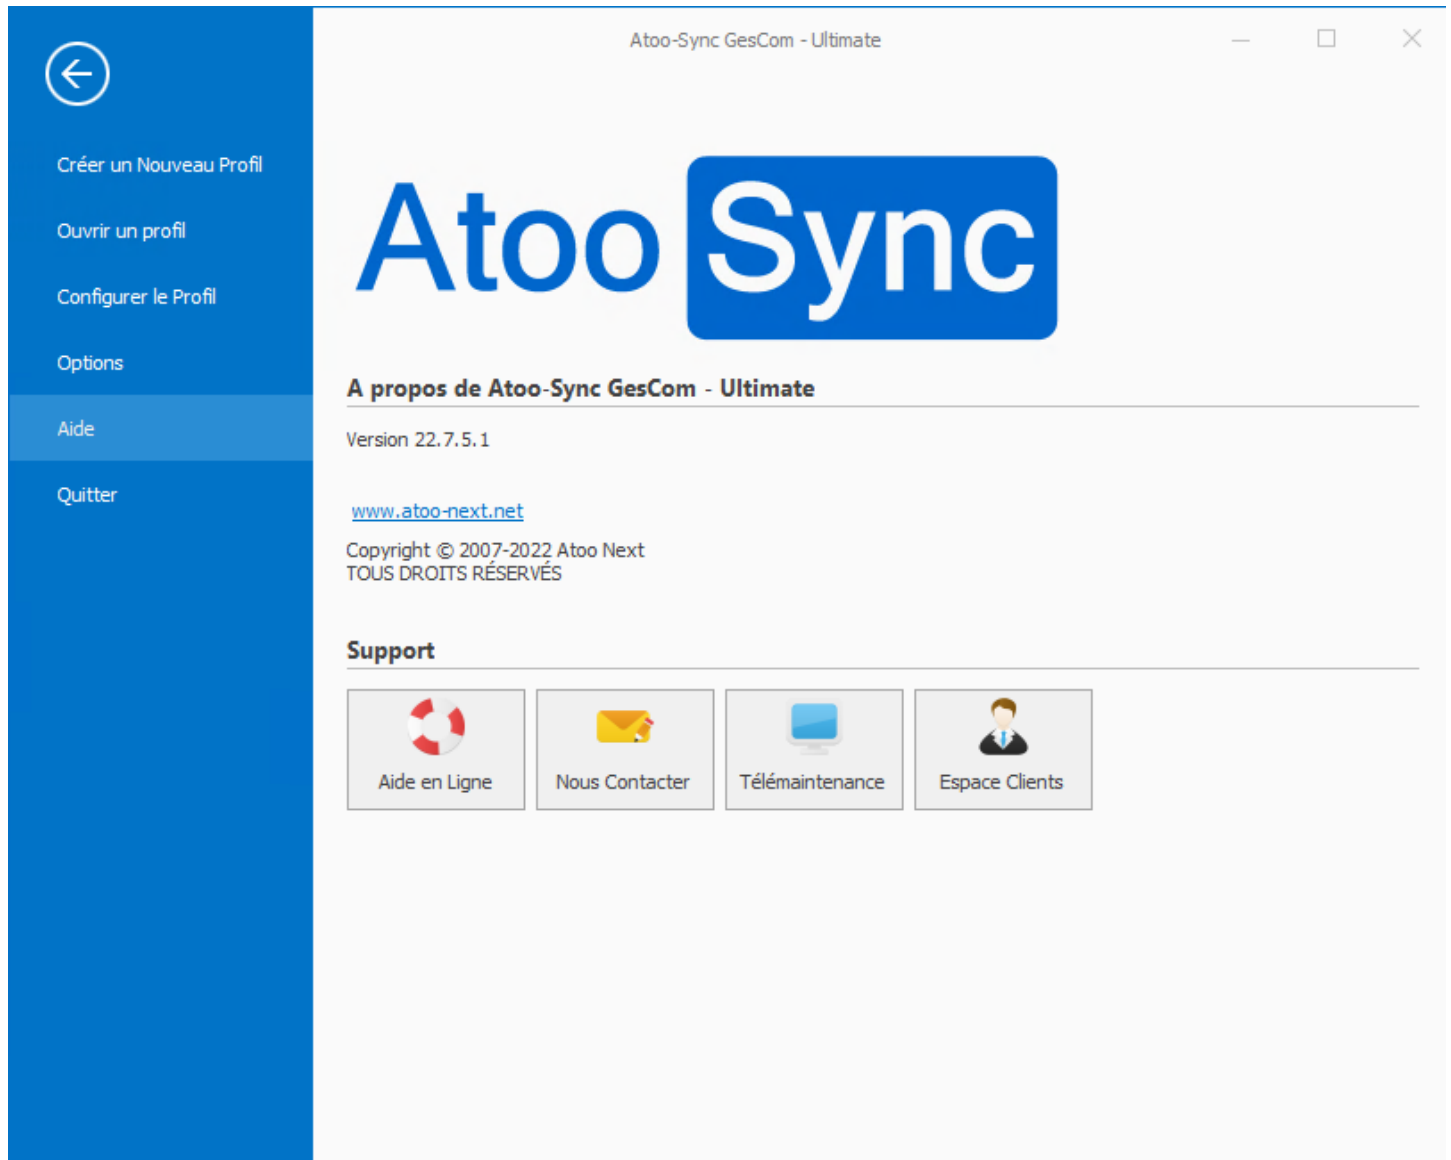 Atoo-Sync GesCom - Ultimate
Créer un Nouveau Profil
Ouvrir un profil
Configurer le Profil
Options
Aide
Quitter
Atoo Sync
A propos de Atoo-Sync GesCom - Ultimate
Version 22.7.5.1
www.atoo-next.net
Copyright © 2007-2022 Atoo Next
TOUS DROITS RÉSERVÉS
Support
Aide en Ligne
Nous Contacter
Télémaintenance
Espace Clients